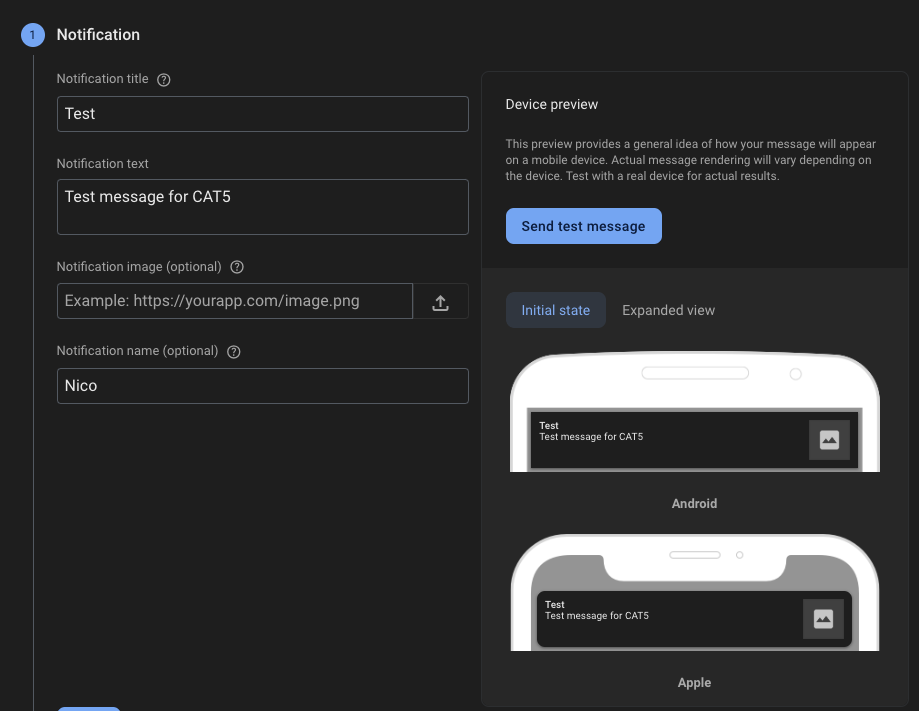 1
Notification
Notification title
Test
Notification text
Test message for CAT5
Notification image (optional)
Example: https://yourapp.com/image.png
Notification name (optional)
Nico
Device preview
This preview provides a general idea of how your message will appear
on a mobile device. Actual message rendering will vary depending on
the device. Test with a real device for actual results.
Send test message
Initial state
Expanded view
Test
Test message for CAT5
Android
Test
Test message for CAT5
Apple